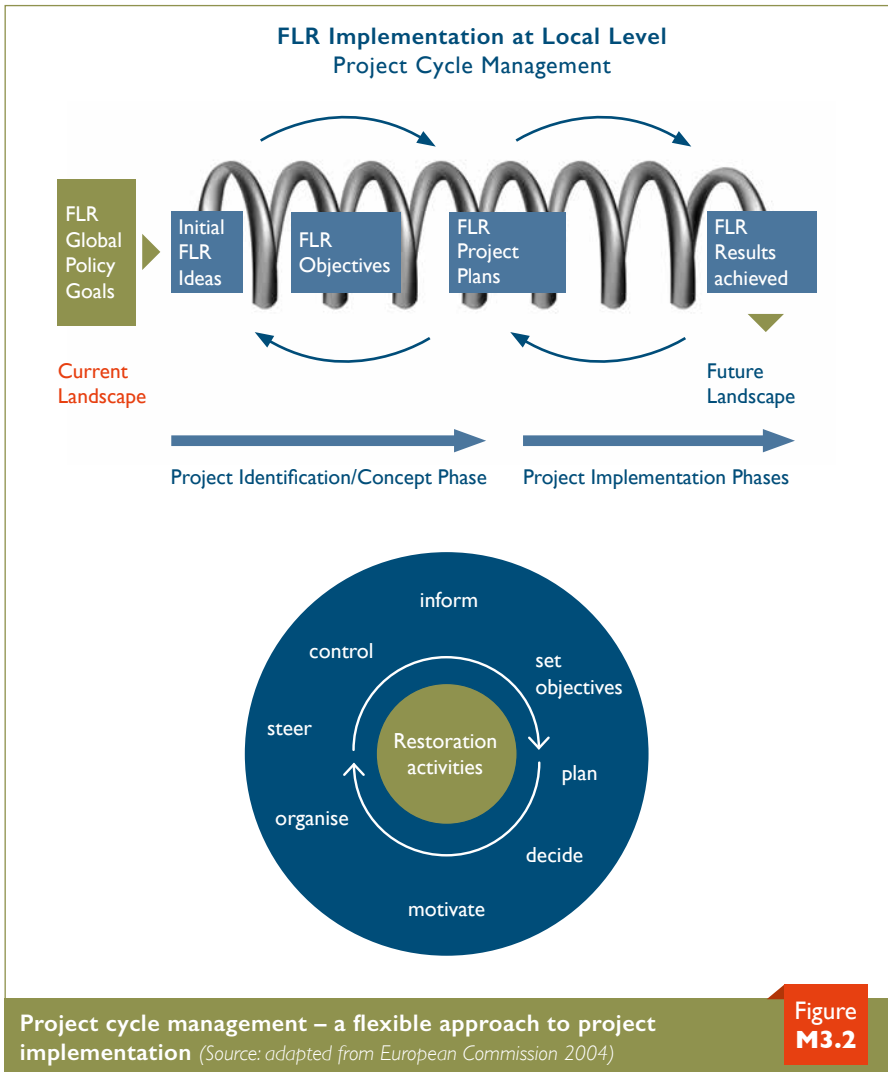 FLR Implementation at Local Level
Project Cycle Management
FLR
Global
Policy
Goals
Initial
FLR
Ideas
FLR
Objectives
FLR
Project
Plans
FLR
Results
achieved
Current
Landscape
Future
Landscape
Project Identification/Concept Phase
Project Implementation Phases
inform
set
objectives
plan
decide
motivate
organise
steer
control
Restoration
activities
Project cycle management – a flexible approach to project
implementation (Source: adapted from European Commission 2004)
Figure
M3.2